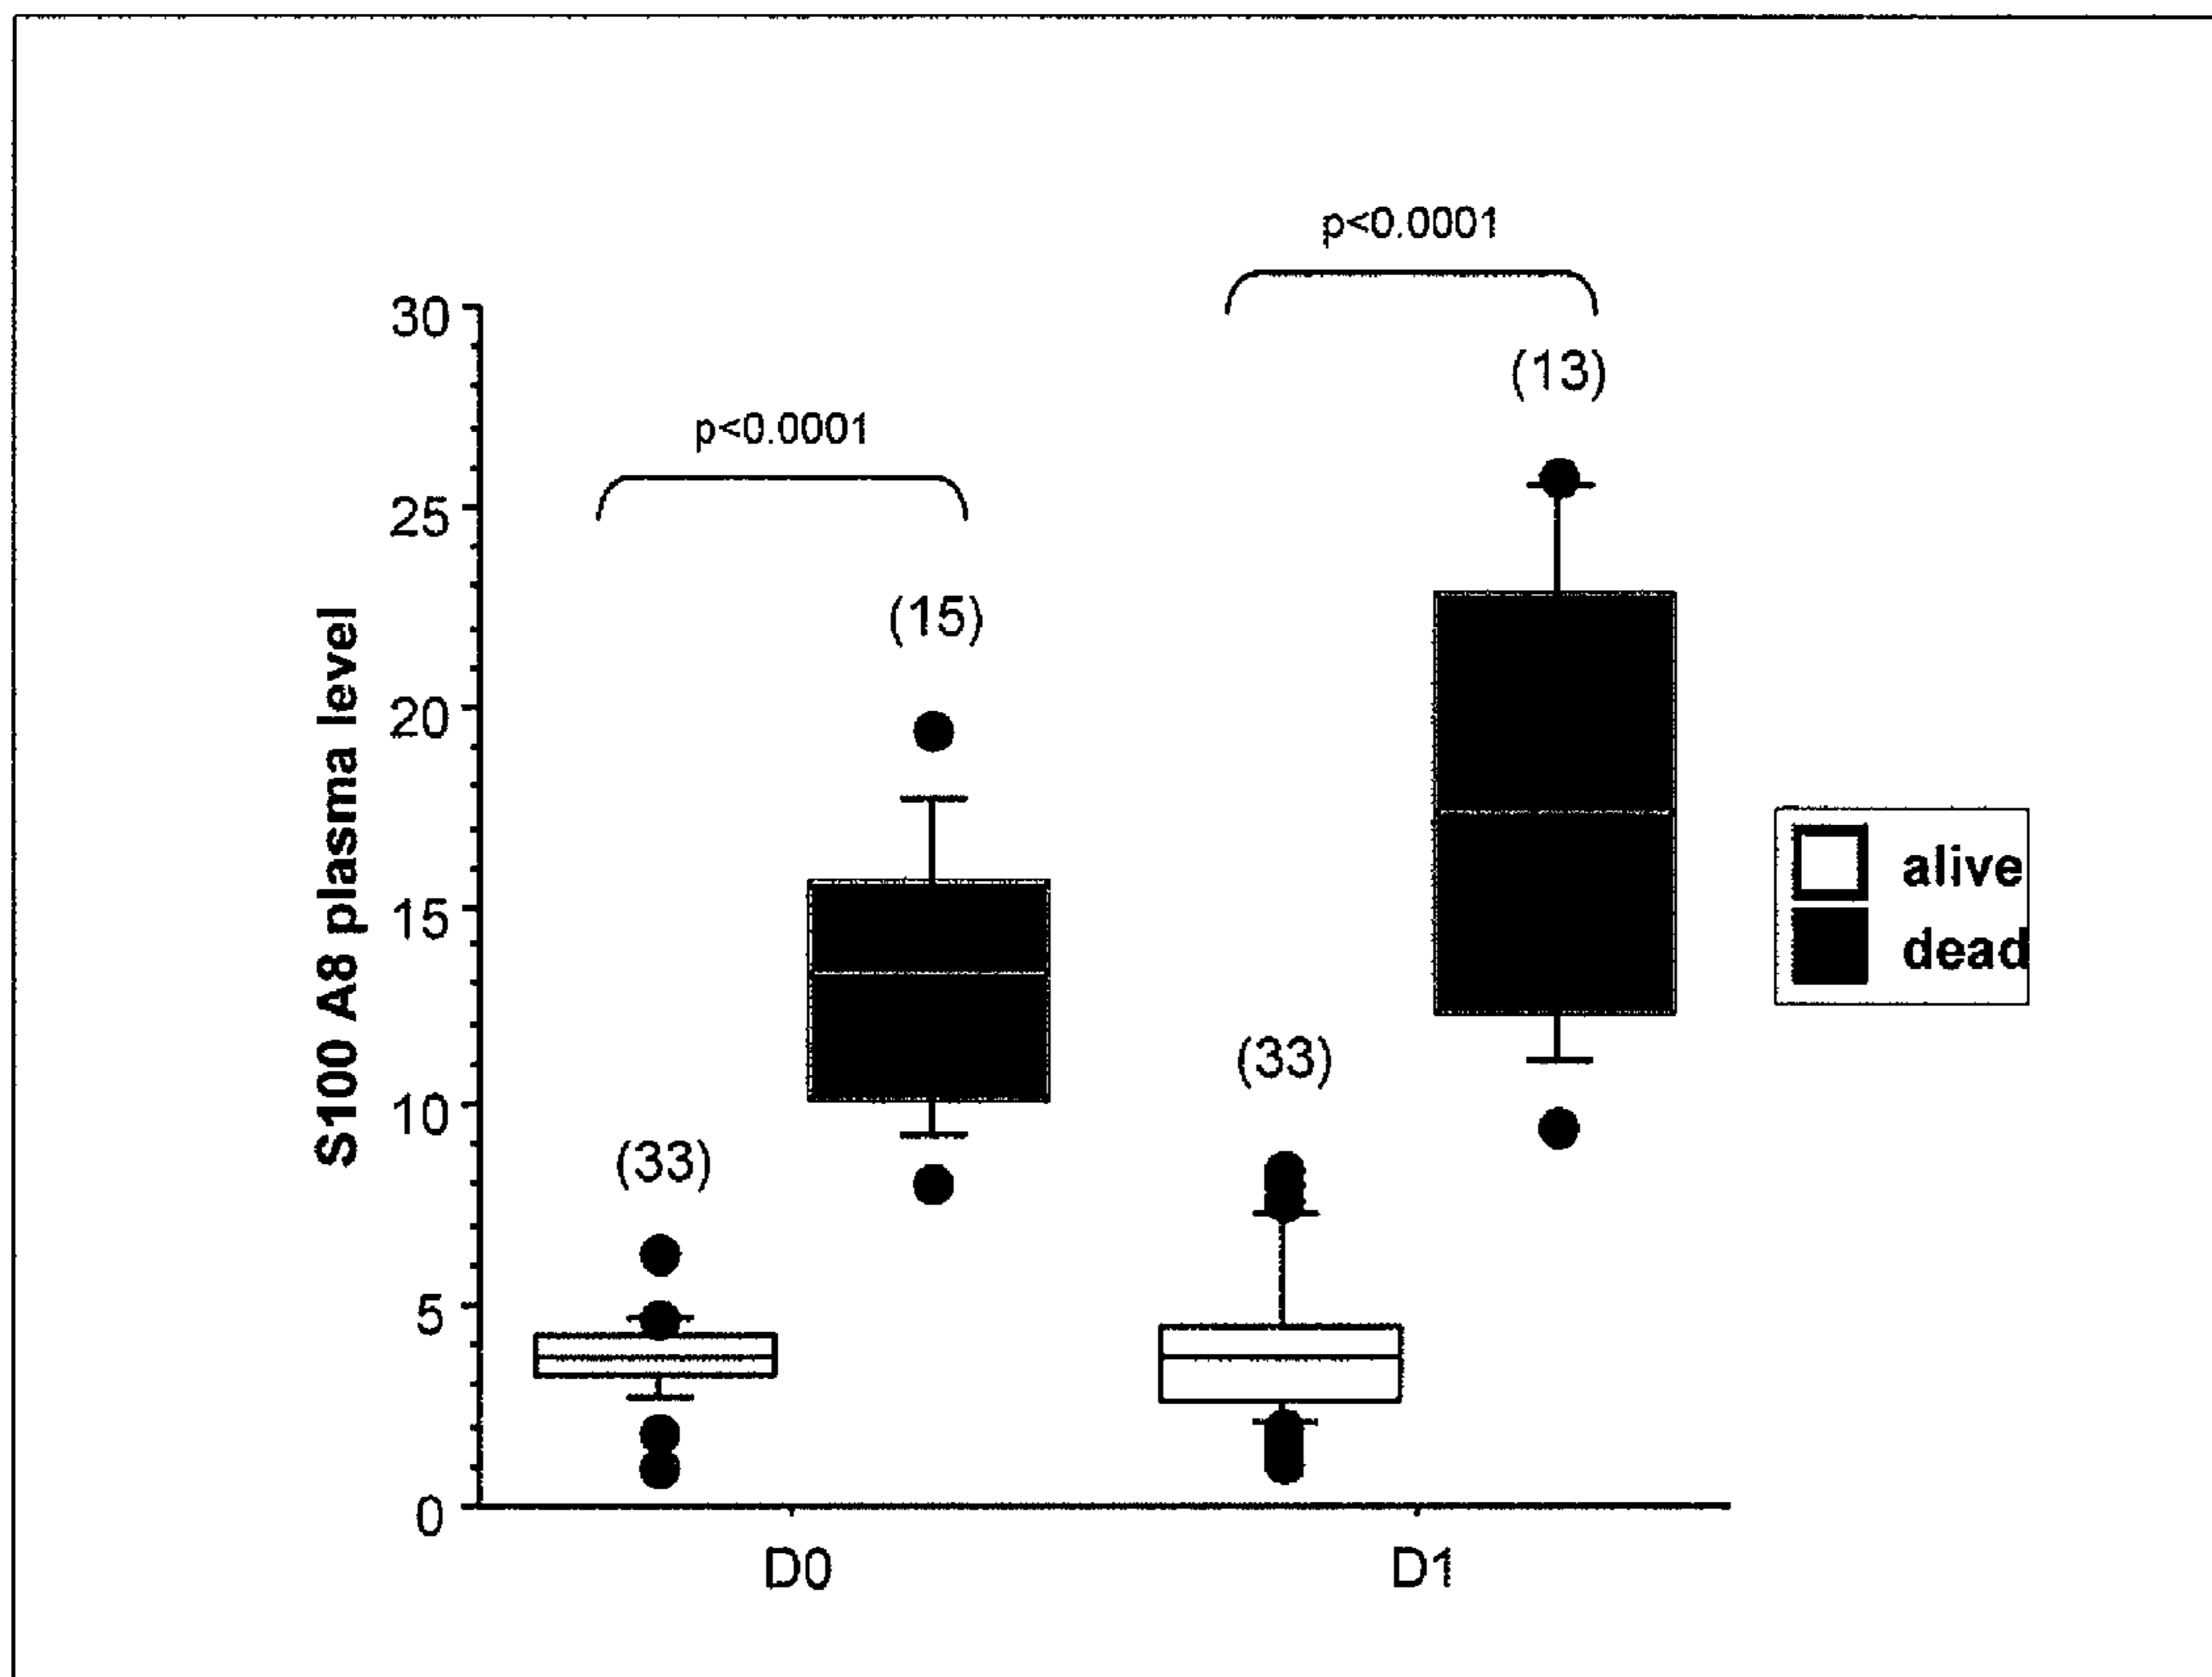 p<0.0001
p<0.0001
(13)
(15)
(33)
(33)
30
25
20
15
10
5
0
S100 A8 plasma level
D0
D1
alive
dead